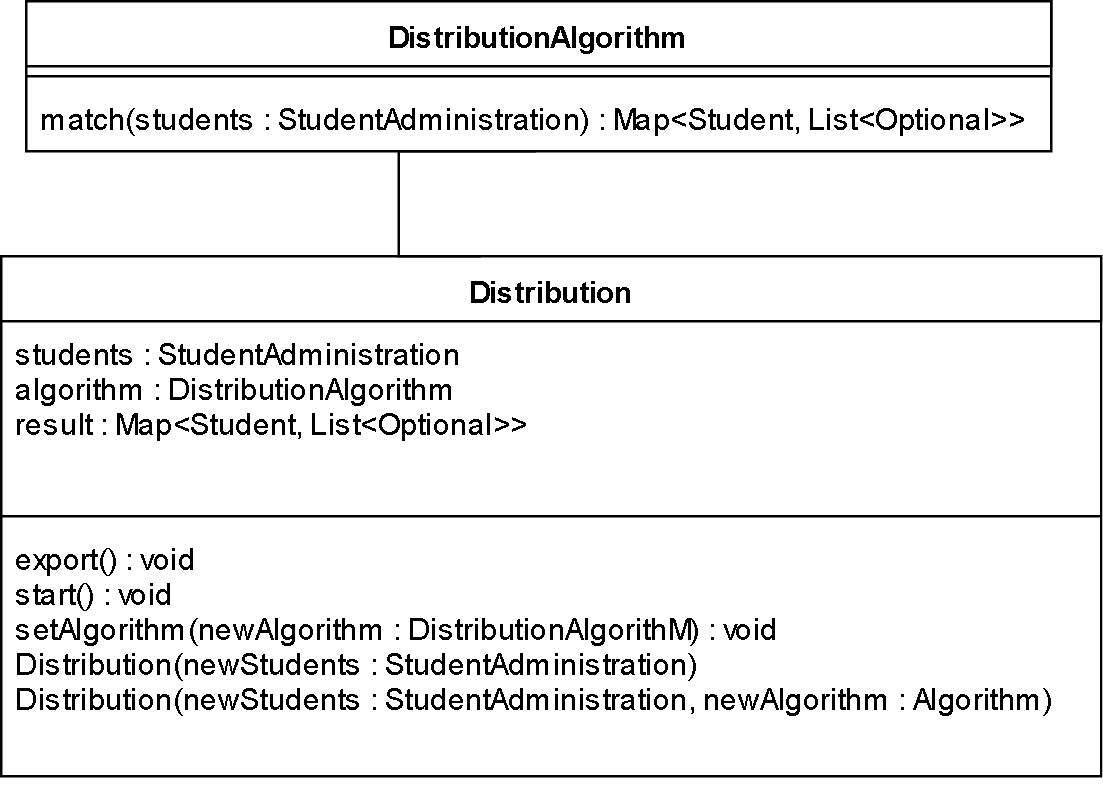 DistributionAlgorithm
match(students : StudentAdministration) : Map<Student, List<Optional>>
Distribution
students : StudentAdministration
algorithm : DistributionAlgorithm
result : Map<Student, List<Optional>>
export() : void
start() : void
setAlgorithm(newAlgorithm : DistributionAlgorithM) : void
Distribution(newStudents : StudentAdministration)
Distribution(newStudents : StudentAdministration, newAlgorithm : Algorithm)